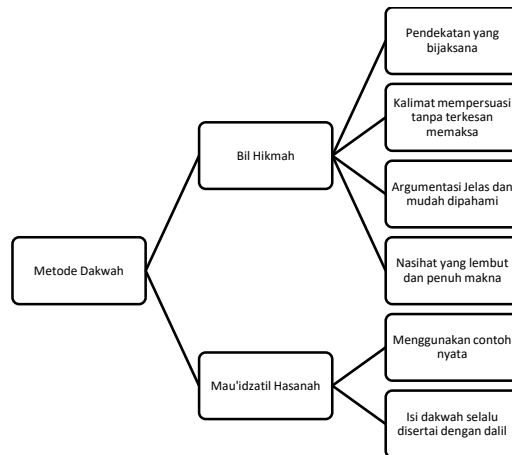 Metode Dakwah
Bil Hikmah
Pendekatan yang
bijaksana
Kalimat mempersuasi
tanpa terkesan
memaksa
Argumentasi Jelas dan
mudah dipahami
Nasihat yang lembut
dan penuh makna
Mau'idzatil Hasanah
Menggunakan contoh
nyata
Isi dakwah selalu
disertai dengan dalil